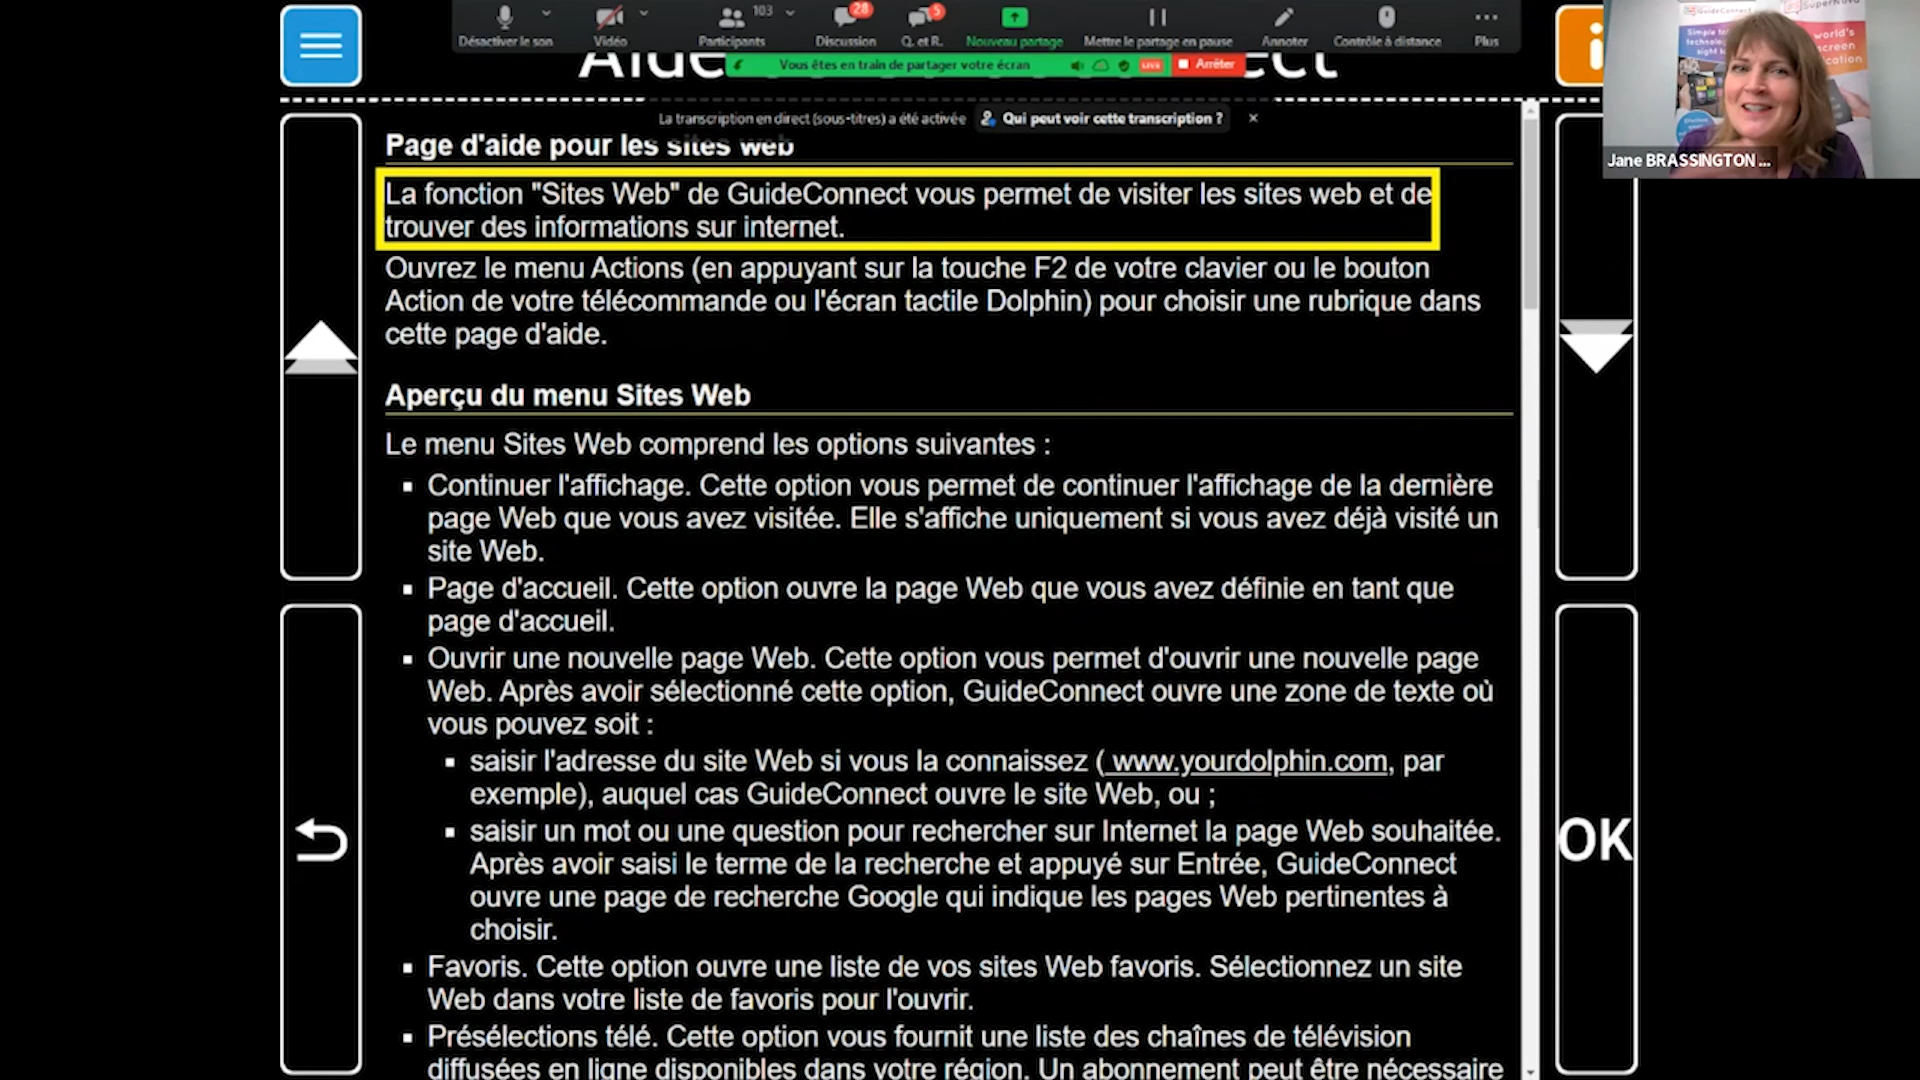 Désactiver le son
Vidéo
103
Participants
28
Discussion
5
Q. et R.
Nouveau partage
Mettre le partage en pause
Annoter
Contrôle à distance
Plus
Vous êtes en train de partager votre écran
LIVE
Arrêter
La transcription en direct (sous-titres) a été activée
Qui peut voir cette transcription ?
GuideConnect
SuperNova
Jane BRASSINGTON ...
Page d'aide pour les sites web
La fonction "Sites Web" de GuideConnect vous permet de visiter les sites web et de
trouver des informations sur internet.
Ouvrez le menu Actions (en appuyant sur la touche F2 de votre clavier ou le bouton
Action de votre télécommande ou l'écran tactile Dolphin) pour choisir une rubrique dans
cette page d'aide.
Aperçu du menu Sites Web
Le menu Sites Web comprend les options suivantes :
Continuer l'affichage. Cette option vous permet de continuer l'affichage de la dernière
page Web que vous avez visitée. Elle s'affiche uniquement si vous avez déjà visité un
site Web.
Page d'accueil. Cette option ouvre la page Web que vous avez définie en tant que
page d'accueil.
Ouvrir une nouvelle page Web. Cette option vous permet d'ouvrir une nouvelle page
Web. Après avoir sélectionné cette option, GuideConnect ouvre une zone de texte où
vous pouvez soit :
saisir l'adresse du site Web si vous la connaissez ( www.yourdolphin.com, par
exemple), auquel cas GuideConnect ouvre le site Web, ou ;
saisir un mot ou une question pour rechercher sur Internet la page Web souhaitée.
Après avoir saisi le terme de la recherche et appuyé sur Entrée, GuideConnect
ouvre une page de recherche Google qui indique les pages Web pertinentes à
choisir.
Favoris. Cette option ouvre une liste de vos sites Web favoris. Sélectionnez un site
Web dans votre liste de favoris pour l'ouvrir.
Présélections télé. Cette option vous fournit une liste des chaînes de télévision
diffusées en ligne disponibles dans votre région. Un abonnement peut être nécessaire
OK